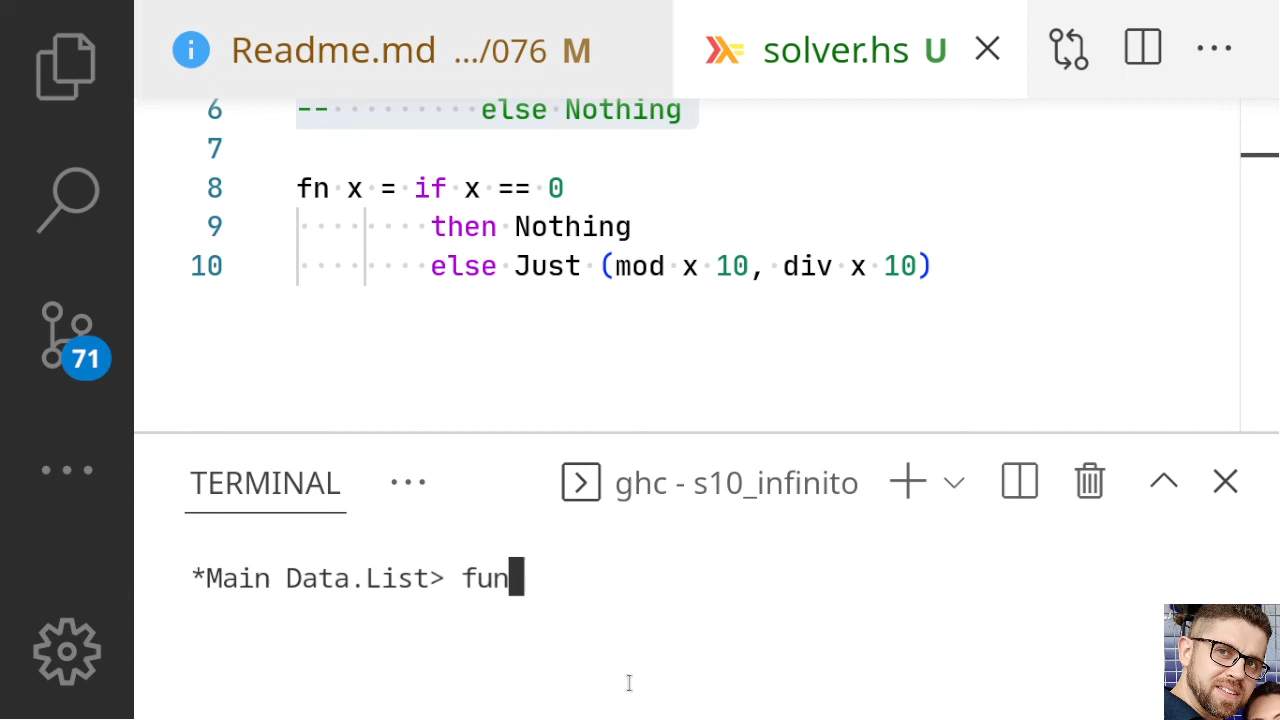 Readme.md .../076 M
solver.hs U
6 -- else Nothing
7
8 fn x = if x == 0
9 then Nothing
10 else Just (mod x 10, div x 10)
71
TERMINAL
ghc - s10_infinito
*Main Data.List> fun